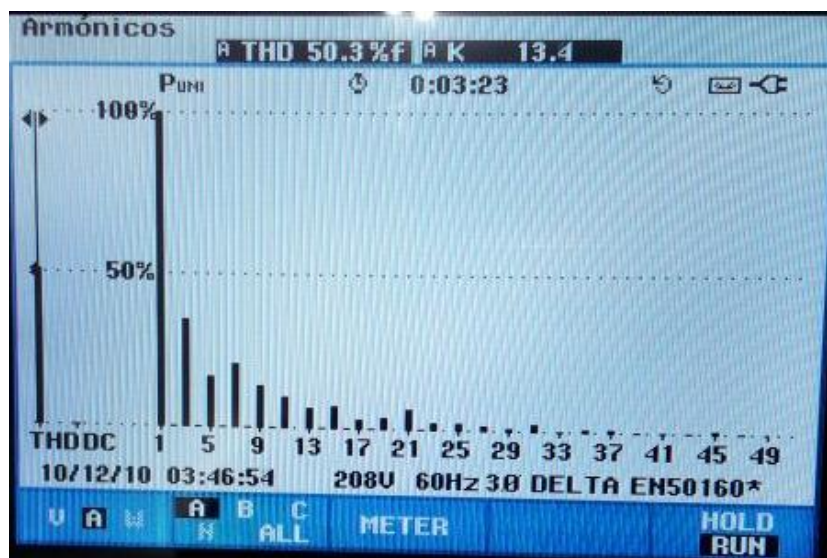 Armónicos
A THD 50.3%f A K 13.4
PUNI 0:03:23
100%
50%
THD DC 1 5 9 13 17 21 25 29 33 37 41 45 49
10/12/10 03:46:54 208V 60Hz 3Ø DELTA EN50160*
V A W A B C METER HOLD
N ALL RUN